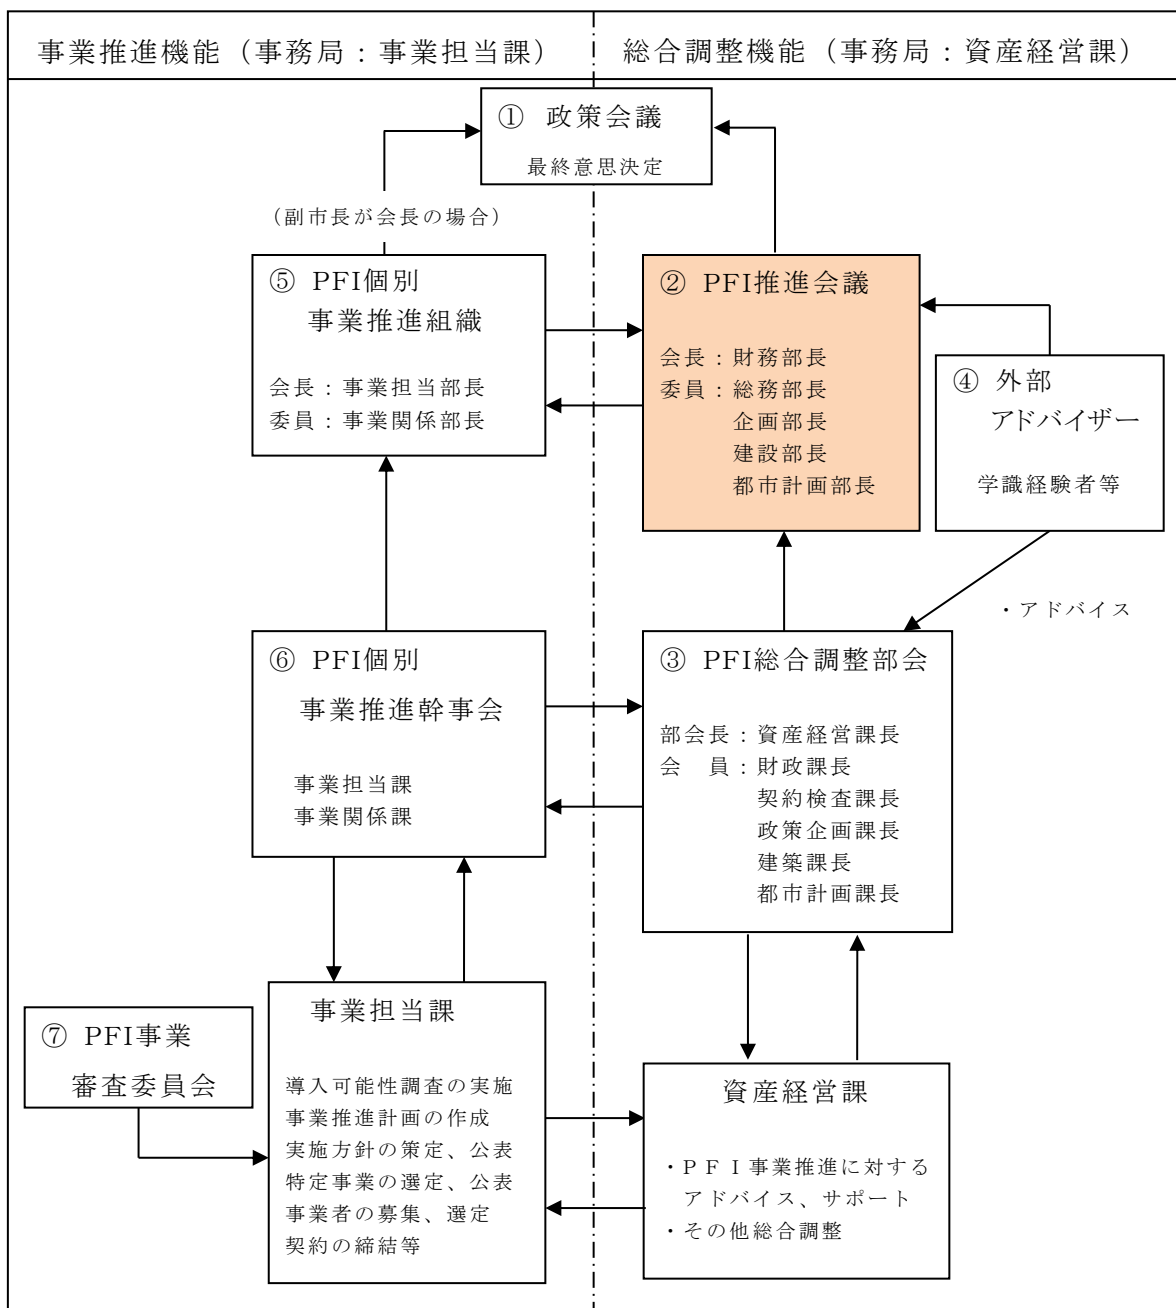 事業推進機能（事務局：事業担当課）
総合調整機能（事務局：資産経営課）
① 政策会議
最終意思決定
（副市長が会長の場合）
⑤ PFI個別
事業推進組織
会長：事業担当部長
委員：事業関係部長
② PFI推進会議
会長：財務部長
委員：総務部長
企画部長
建設部長
都市計画部長
④ 外部
アドバイザー
学識経験者等
・アドバイス
⑥ PFI個別
事業推進幹事会
事業担当課
事業関係課
③ PFI総合調整部会
部会長：資産経営課長
会　員：財政課長
契約検査課長
政策企画課長
建築課長
都市計画課長
⑦ PFI事業
審査委員会
事業担当課
導入可能性調査の実施
事業推進計画の作成
実施方針の策定、公表
特定事業の選定、公表
事業者の募集、選定
契約の締結等
資産経営課
・ＰＦＩ事業推進に対する
アドバイス、サポート
・その他総合調整